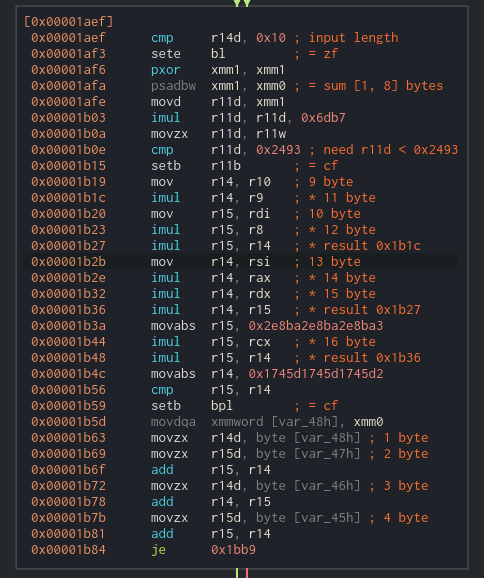 [0x00001aef]
0x00001aef cmp r14d, 0x10 ; input length
0x00001af3 sete bl ; = zf
0x00001af6 pxor xmm1, xmm1
0x00001afa psadbw xmm1, xmm0 ; = sum [1, 8] bytes
0x00001afe movd r11d, xmm1
0x00001b03 imul r11d, r11d, 0x6db7
0x00001b0a movzx r11d, r11w
0x00001b0e cmp r11d, 0x2493 ; need r11d < 0x2493
0x00001b15 setb r11b ; = cf
0x00001b19 mov r14, r10 ; 9 byte
0x00001b1c imul r14, r9 ; * 11 byte
0x00001b20 mov r15, rdi ; 10 byte
0x00001b23 imul r15, r8 ; * 12 byte
0x00001b27 imul r15, r14 ; * result 0x1b1c
0x00001b2b mov r14, rsi ; 13 byte
0x00001b2e imul r14, rax ; * 14 byte
0x00001b32 imul r14, rdx ; * 15 byte
0x00001b36 imul r14, r15 ; * result 0x1b27
0x00001b3a movabs r15, 0x2e8ba2e8ba2e8ba3
0x00001b44 imul r15, rcx ; * 16 byte
0x00001b48 imul r15, r14 ; * result 0x1b36
0x00001b4c movabs r14, 0x1745d1745d1745d2
0x00001b56 cmp r15, r14
0x00001b59 setb bpl ; = cf
0x00001b5d movdqa xmmword [var_48h], xmm0
0x00001b63 movzx r14d, byte [var_48h] ; 1 byte
0x00001b69 movzx r15d, byte [var_47h] ; 2 byte
0x00001b6f add r15, r14
0x00001b72 movzx r14d, byte [var_46h] ; 3 byte
0x00001b78 add r14, r15
0x00001b7b movzx r15d, byte [var_45h] ; 4 byte
0x00001b81 add r15, r14
0x00001b84 je 0x1bb9